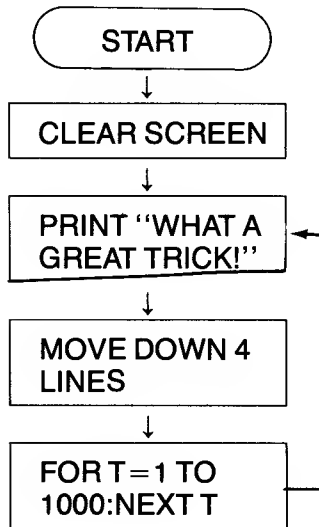 START
CLEAR SCREEN
PRINT "WHAT A
GREAT TRICK!"
MOVE DOWN 4
LINES
FOR T=1 TO
1000:NEXT T